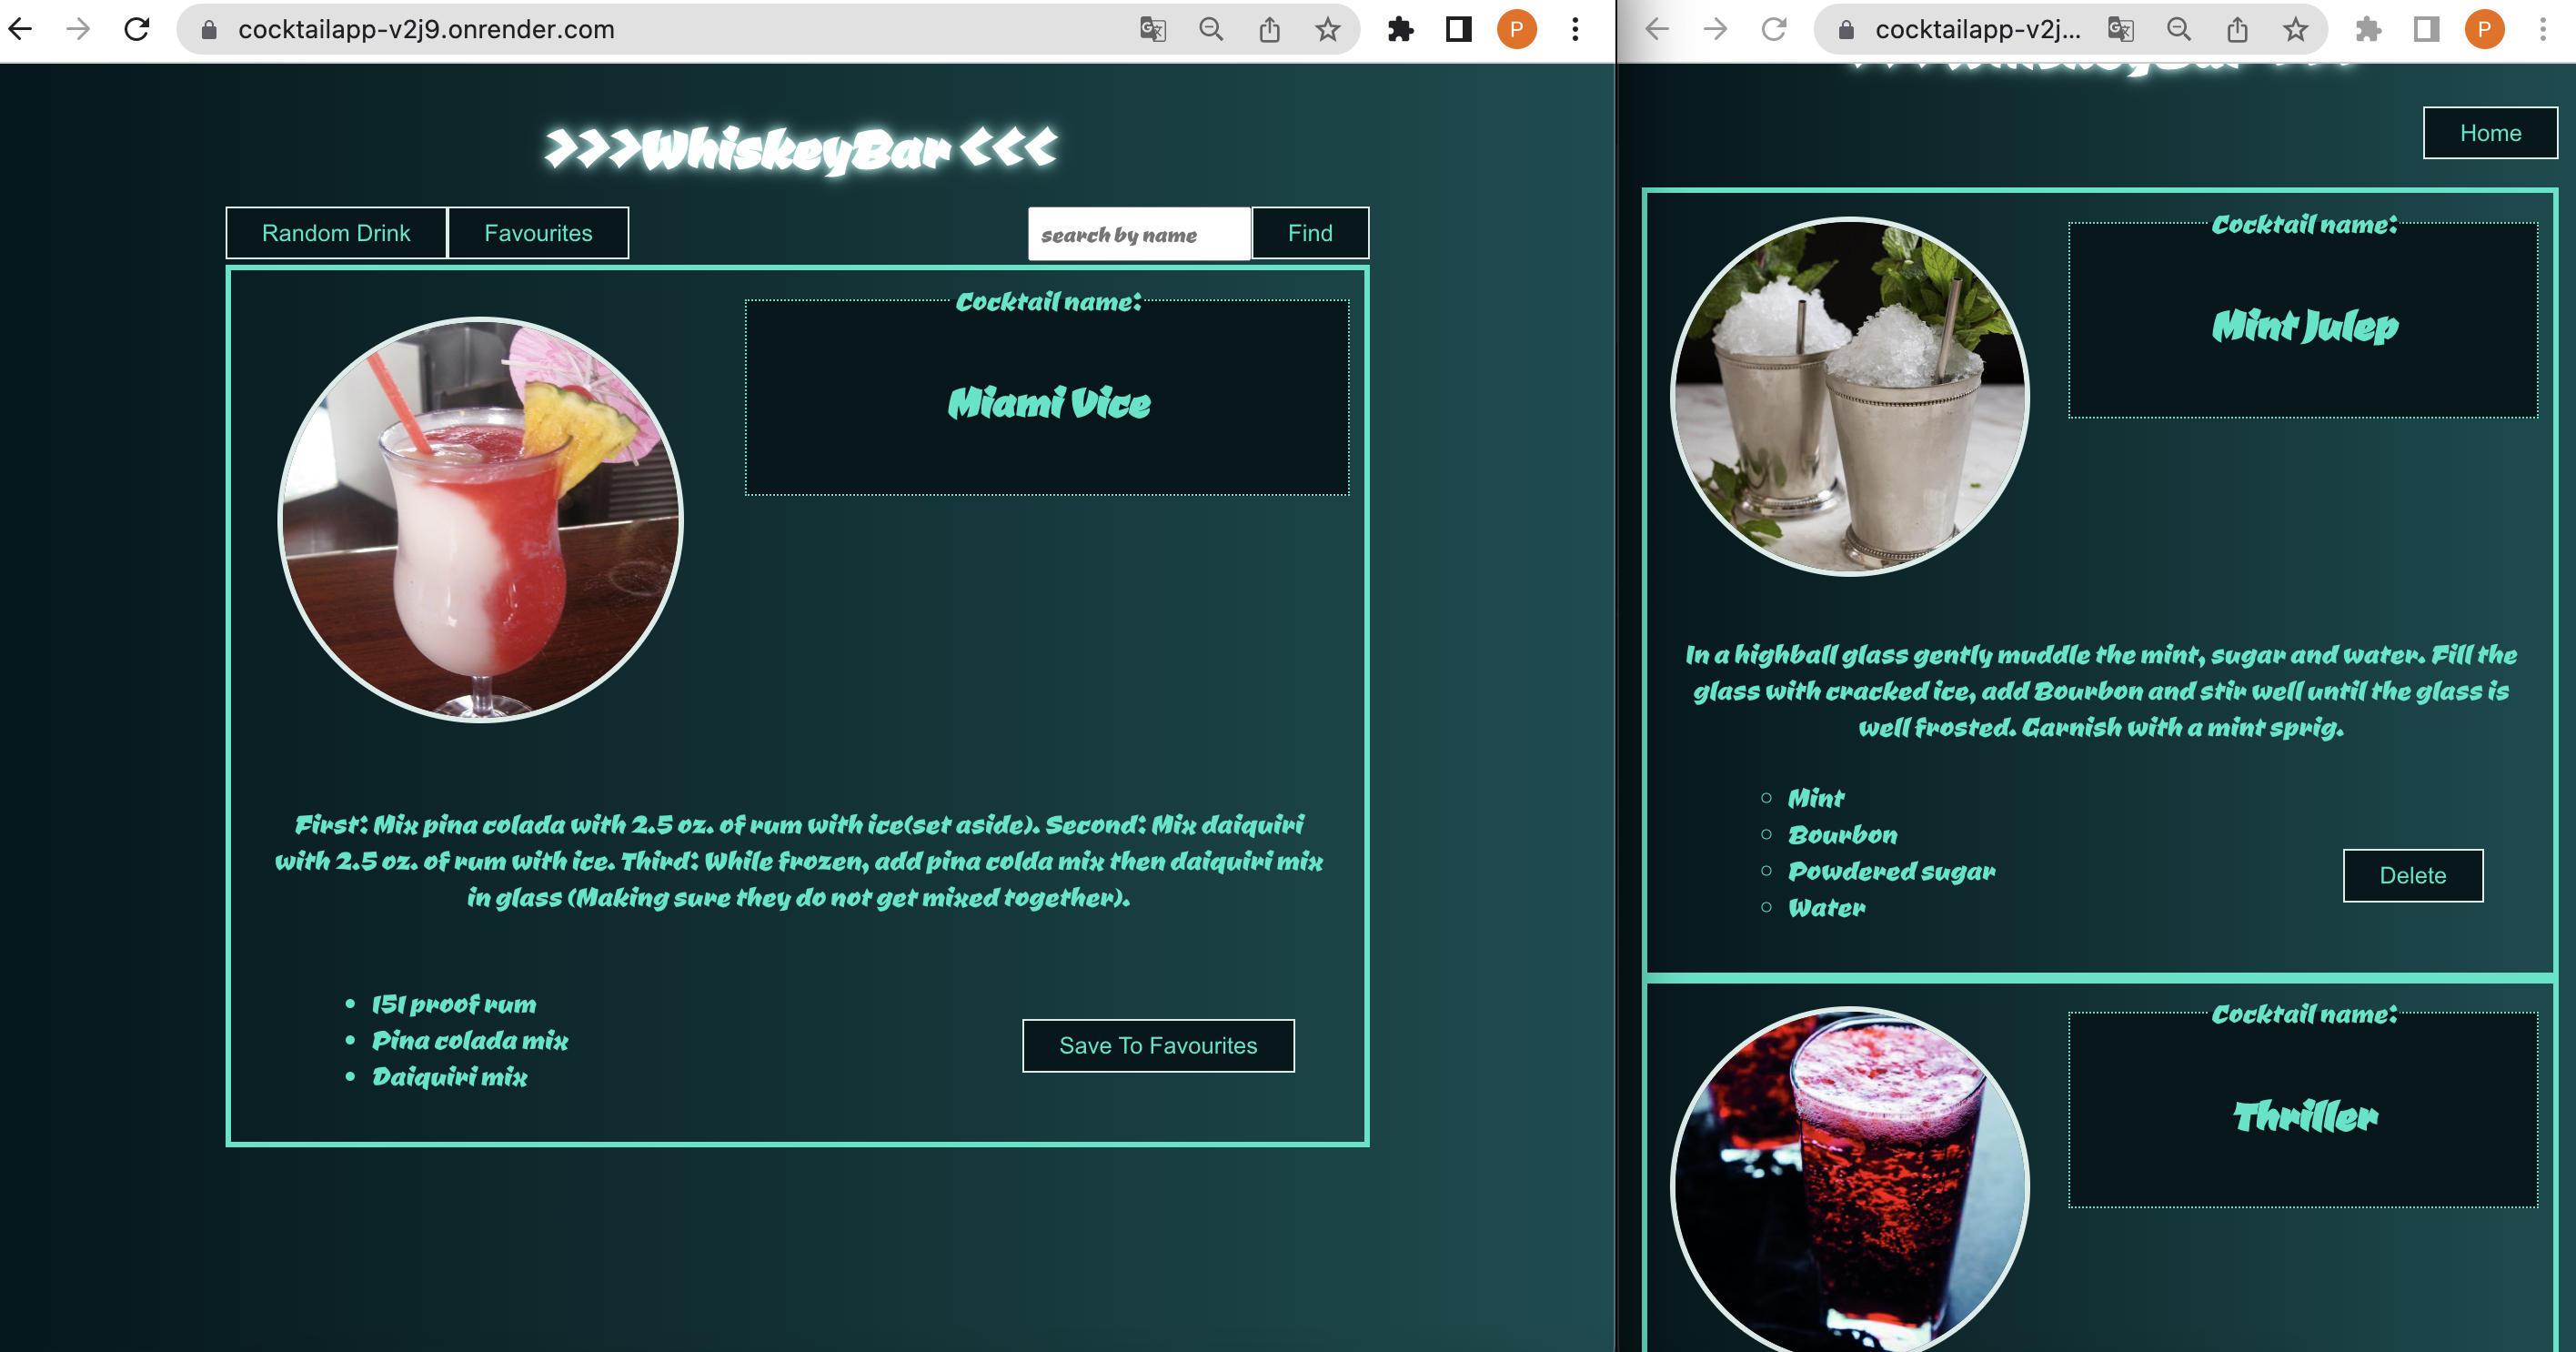 cocktailapp-v2j9.onrender.com
P
>>>WhiskeyBar<<<
Random Drink
Favourites
search by name
Find
Cocktail name:
Miami Vice
First: Mix pina colada with 2.5 oz. of rum with ice(set aside). Second: Mix daiquiri
with 2.5 oz. of rum with ice. Third: While frozen, add pina colda mix then daiquiri mix
in glass (Making sure they do not get mixed together).
151 proof rum
Pina colada mix
Daiquiri mix
Save To Favourites
cocktailapp-v2j...
P
>>>WhiskeyBar<<<
Home
Cocktail name:
Mint Julep
In a highball glass gently muddle the mint, sugar and water. Fill the
glass with cracked ice, add Bourbon and stir well until the glass is
well frosted. Garnish with a mint sprig.
Mint
Bourbon
Powdered sugar
Water
Delete
Cocktail name:
Thriller